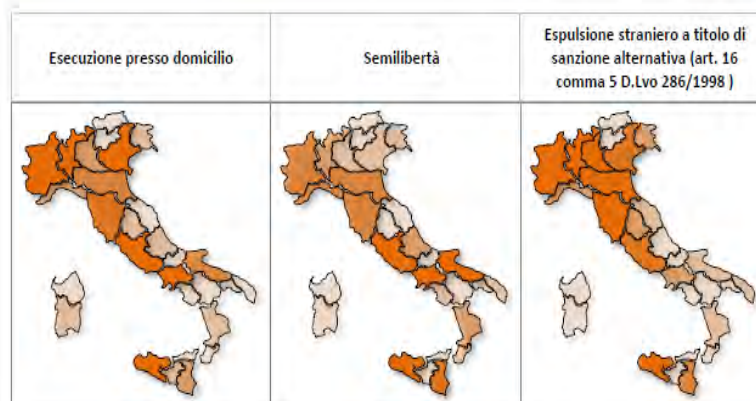 Esecuzione presso domicilio
Semilibertà
Espulsione straniero a titolo di
sanzione alternativa (art. 16
comma 5 D.Lvo 286/1998 )